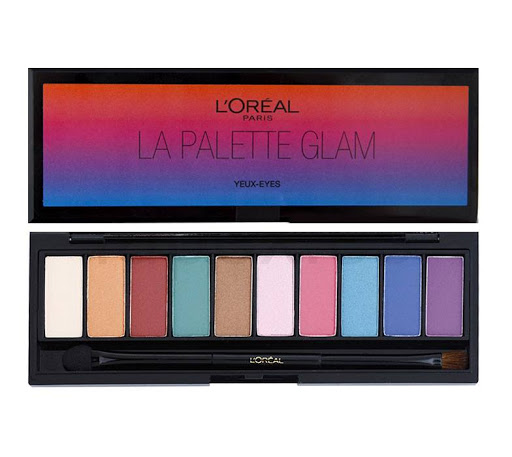 L'ORÉAL
PARIS
LA PALETTE GLAM
YEUX-EYES
L'ORÉAL